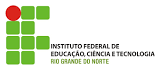 INSTITUTO FEDERAL DE
EDUCAÇÃO, CIÊNCIA E TECNOLOGIA
RIO GRANDE DO NORTE